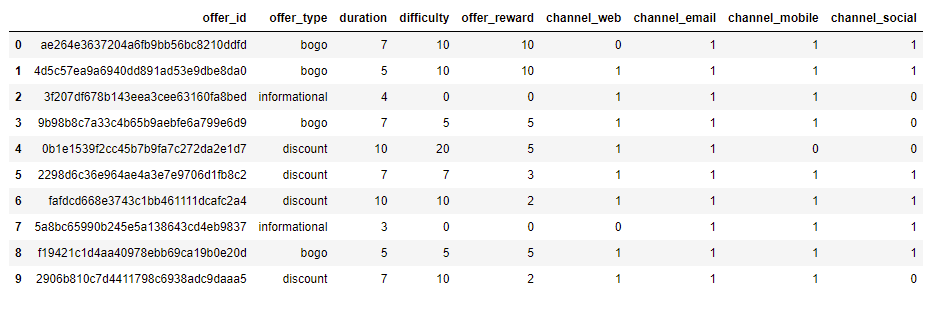 offer_id offer_type duration difficulty offer_reward channel_web channel_email channel_mobile channel_social
0 ae264e3637204a6fb9bb56bc8210ddfd bogo 7 10 10 0 1 1 1
1 4d5c57ea9a6940dd891ad53e9dbe8da0 bogo 5 10 10 1 1 1 1
2 3f207df678b143eea3cee63160fa8bed informational 4 0 0 1 1 1 0
3 9b98b8c7a33c4b65b9aebfe6a799e6d9 bogo 7 5 5 1 1 1 0
4 0b1e1539f2cc45b7b9fa7c272da2e1d7 discount 10 20 5 1 1 0 0
5 2298d6c36e964ae4a3e7e9706d1fb8c2 discount 7 7 3 1 1 1 1
6 fafdcd668e3743c1bb461111dcafc2a4 discount 10 10 2 1 1 1 1
7 5a8bc65990b245e5a138643cd4eb9837 informational 3 0 0 0 1 1 1
8 f19421c1d4aa40978ebb69ca19b0e20d bogo 5 5 5 1 1 1 1
9 2906b810c7d4411798c6938adc9daaa5 discount 7 10 2 1 1 1 0